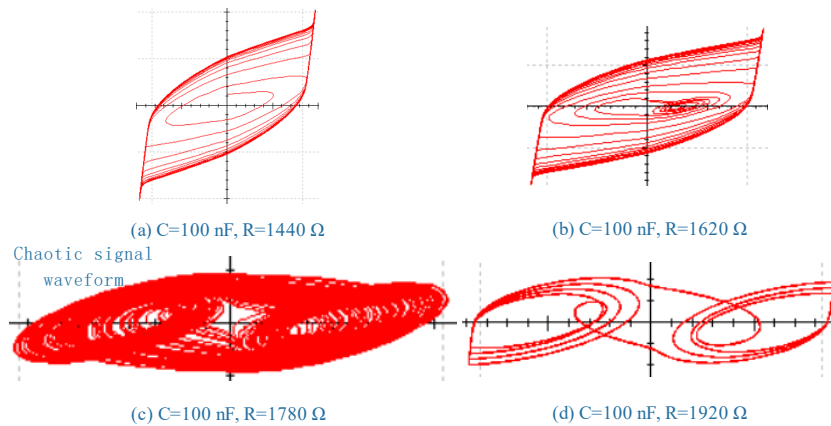 (a) C=100 nF, R=1440 Ω
(b) C=100 nF, R=1620 Ω
Chaotic signal
waveform
(c) C=100 nF, R=1780 Ω
(d) C=100 nF, R=1920 Ω